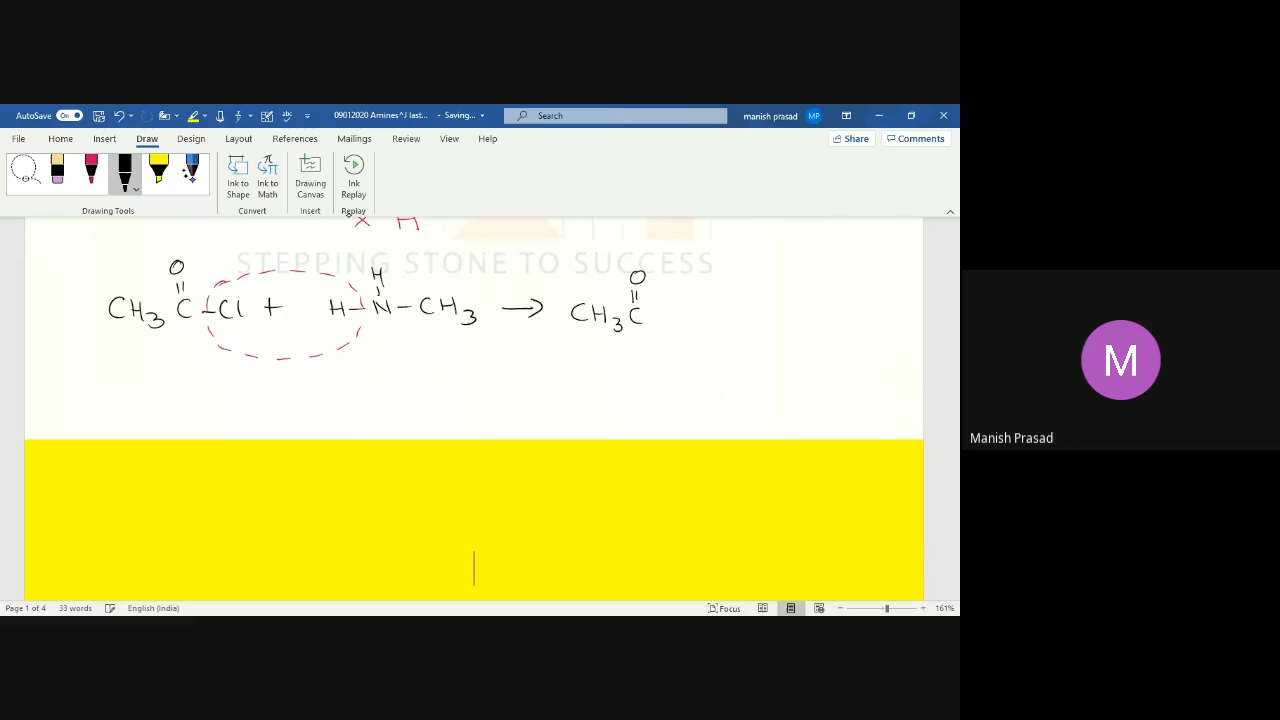 AutoSave On 09012020 Amines^J last... - Saving... Search manish prasad MP
File Home Insert Draw Design Layout References Mailings Review View Help Share Comments
Ink to Shape Ink to Math Drawing Canvas Ink Replay
Drawing Tools Convert Insert Replay
x H
STEPPING STONE TO SUCCESS
O H O
CH3 C - Cl + H - N - CH3 → CH3 C
M
Manish Prasad
Page 1 of 4 33 words English (India) Focus 161%